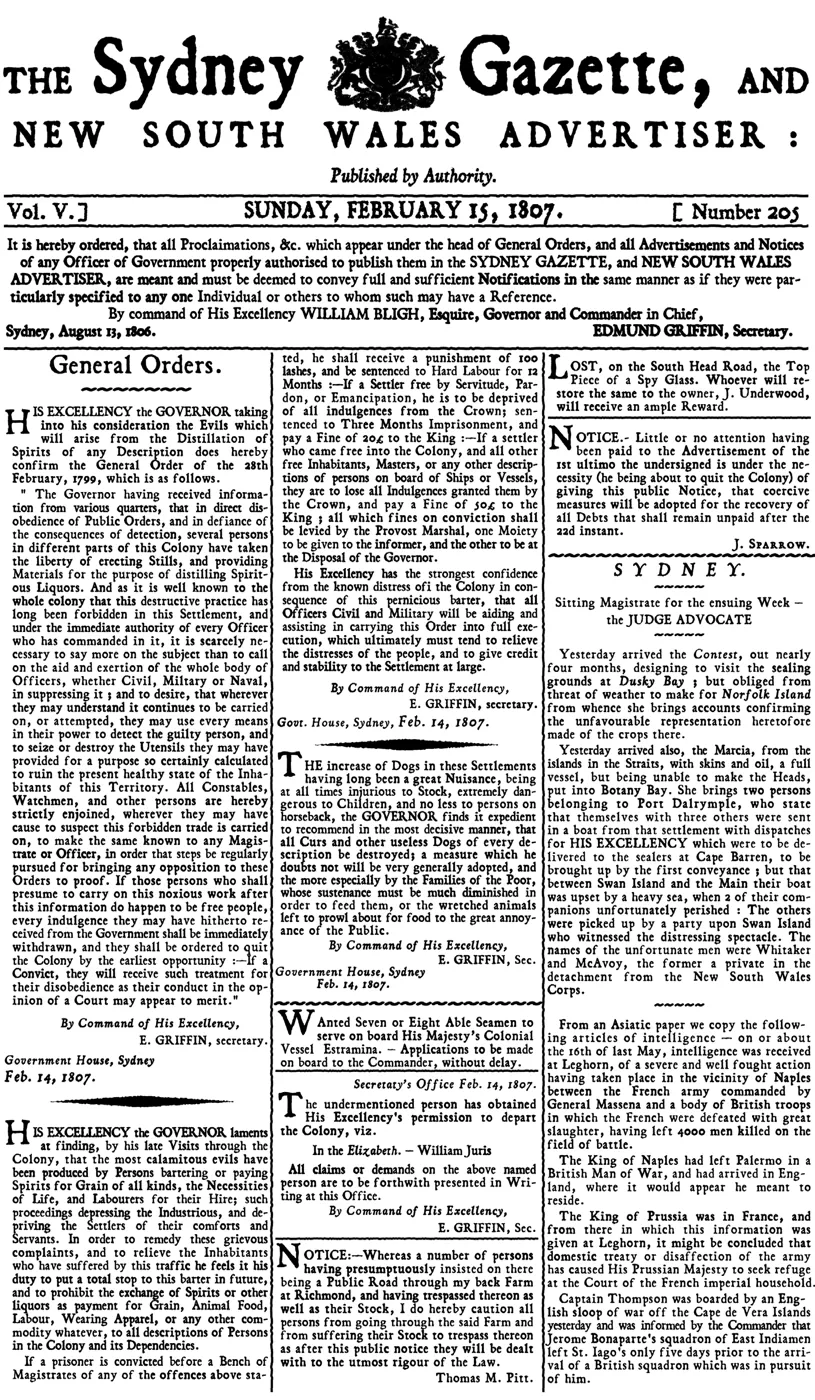 THE Sydney Gazette, AND
NEW SOUTH WALES ADVERTISER :
Published by Authority.
Vol. V.] SUNDAY, FEBRUARY 15, 1807. [ Number 205
It is hereby ordered, that all Proclamations, &c. which appear under the head of General Orders, and all Advertisements and Notices
of any Officer of Government properly authorised to publish them in the SYDNEY GAZETTE, and NEW SOUTH WALES
ADVERTISER, are meant and must be deemed to convey full and sufficient Notifications in the same manner as if they were par-
ticularly specified to any one Individual or others to whom such may have a Reference.
By command of His Excellency WILLIAM BLIGH, Esquire, Governor and Commander in Chief,
Sydney, August 13, 1806. EDMUND GRIFFIN, Secretary.
General Orders.
HIS EXCELLENCY the GOVERNOR taking
into his consideration the Evils which
will arise from the Distillation of
Spirits of any Description does hereby
confirm the General Order of the 28th
February, 1799, which is as follows.
" The Governor having received informa-
tion from various quarters, that in direct dis-
obedience of Public Orders, and in defiance of
the consequences of detection, several persons
in different parts of this Colony have taken
the liberty of erecting Stills, and providing
Materials for the purpose of distilling Spirit-
ous Liquors. And as it is well known to the
whole colony that this destructive practice has
long been forbidden in this Settlement, and
under the immediate authority of every Officer
who has commanded in it, it is scarcely ne-
cessary to say more on the subject than to call
on the aid and exertion of the whole body of
Officers, whether Civil, Miltary or Naval,
in suppressing it ; and to desire, that wherever
they may understand it continues to be carried
on, or attempted, they may use every means
in their power to detect the guilty person, and
to seize or destroy the Utensils they may have
provided for a purpose so certainly calculated
to ruin the present healthy state of the Inha-
bitants of this Territory. All Constables,
Watchmen, and other persons are hereby
strictly enjoined, wherever they may have
cause to suspect this forbidden trade is carried
on, to make the same known to any Magis-
trate or Officer, in order that steps be regularly
pursued for bringing any opposition to these
Orders to proof. If those persons who shall
presume to carry on this noxious work after
this information do happen to be free people,
every indulgence they may have hitherto re-
ceived from the Government shall be immediately
withdrawn, and they shall be ordered to quit
the Colony by the earliest opportunity :—If a
Convict, they will receive such treatment for
their disobedience as their conduct in the op-
inion of a Court may appear to merit."
By Command of His Excellency,
E. GRIFFIN, secretary.
Government House, Sydney
Feb. 14, 1807.
HIS EXCELLENCY the GOVERNOR laments
at finding, by his late Visits through the
Colony, that the most calamitous evils have
been produced by Persons bartering or paying
Spirits for Grain of all kinds, the Necessities
of Life, and Labourers for their Hire; such
proceedings depressing the Industrious, and de-
priving the Settlers of their comforts and
Servants. In order to remedy these grievous
complaints, and to relieve the Inhabitants
who have suffered by this traffic he feels it his
duty to put a total stop to this barter in future,
and to prohibit the exchange of Spirits or other
liquors as payment for Grain, Animal Food,
Labour, Wearing Apparel, or any other com-
modity whatever, to all descriptions of Persons
in the Colony and its Dependencies.
If a prisoner is convicted before a Bench of
Magistrates of any of the offences above sta-
ted, he shall receive a punishment of 100
lashes, and be sentenced to Hard Labour for 12
Months :—If a Settler free by Servitude, Par-
don, or Emancipation, he is to be deprived
of all indulgences from the Crown; sen-
tenced to Three Months Imprisonment, and
pay a Fine of 20£ to the King :—If a settler
who came free into the Colony, and all other
free Inhabitants, Masters, or any other descrip-
tions of persons on board of Ships or Vessels,
they are to lose all Indulgences granted them by
the Crown, and pay a Fine of 50£ to the
King ; all which fines on conviction shall
be levied by the Provost Marshal, one Moiety
to be given to the informer, and the other to be at
the Disposal of the Governor.
His Excellency has the strongest confidence
from the known distress ofi the Colony in con-
sequence of this pernicious barter, that all
Officers Civil and Military will be aiding and
assisting in carrying this Order into full exe-
cution, which ultimately must tend to relieve
the distresses of the people, and to give credit
and stability to the Settlement at large.
By Command of His Excellency,
E. GRIFFIN, secretary.
Govt. House, Sydney, Feb. 14, 1807.
THE increase of Dogs in these Settlements
having long been a great Nuisance, being
at all times injurious to Stock, extremely dan-
gerous to Children, and no less to persons on
horseback, the GOVERNOR finds it expedient
to recommend in the most decisive manner, that
all Curs and other useless Dogs of every de-
scription be destroyed; a measure which he
doubts not will be very generally adopted, and
the more especially by the Families of the Poor,
whose sustenance must be much diminished in
order to feed them, or the wretched animals
left to prowl about for food to the great annoy-
ance of the Public.
By Command of His Excellency,
E. GRIFFIN, Sec.
Government House, Sydney
Feb. 14, 1807.
WAnted Seven or Eight Able Seamen to
serve on board His Majesty's Colonial
Vessel Estramina. – Applications to be made
on board to the Commander, without delay.
Secretaty's Office Feb. 14, 1807.
The undermentioned person has obtained
His Excellency's permission to depart
the Colony, viz.
In the Elizabeth. – William Juris
All claims or demands on the above named
person are to be forthwith presented in Wri-
ting at this Office.
By Command of His Excellency,
E. GRIFFIN, Sec.
NOTICE:—Whereas a number of persons
having presumptuously insisted on there
being a Public Road through my back Farm
at Richmond, and having trespassed thereon as
well as their Stock, I do hereby caution all
persons from going through the said Farm and
from suffering their Stock to trespass thereon
as after this public notice they will be dealt
with to the utmost rigour of the Law.
Thomas M. Pitt.
LOST, on the South Head Road, the Top
Piece of a Spy Glass. Whoever will re-
store the same to the owner, J. Underwood,
will receive an ample Reward.
NOTICE.- Little or no attention having
been paid to the Advertisement of the
1st ultimo the undersigned is under the ne-
cessity (he being about to quit the Colony) of
giving this public Notice, that coercive
measures will be adopted for the recovery of
all Debts that shall remain unpaid after the
22d instant.
J. SPARROW.
SYDNEY.
Sitting Magistrate for the ensuing Week –
the JUDGE ADVOCATE
Yesterday arrived the Contest, out nearly
four months, designing to visit the sealing
grounds at Dusky Bay ; but obliged from
threat of weather to make for Norfolk Island
from whence she brings accounts confirming
the unfavourable representation heretofore
made of the crops there.
Yesterday arrived also, the Marcia, from the
islands in the Straits, with skins and oil, a full
vessel, but being unable to make the Heads,
put into Botany Bay. She brings two persons
belonging to Port Dalrymple, who state
that themselves with three others were sent
in a boat from that settlement with dispatches
for HIS EXCELLENCY which were to be de-
livered to the sealers at Cape Barren, to be
brought up by the first conveyance ; but that
between Swan Island and the Main their boat
was upset by a heavy sea, when 2 of their com-
panions unfortunately perished : The others
were picked up by a party upon Swan Island
who witnessed the distressing spectacle. The
names of the unfortunate men were Whitaker
and McAvoy, the former a private in the
detachment from the New South Wales
Corps.
From an Asiatic paper we copy the follow-
ing articles of intelligence — on or about
the 16th of last May, intelligence was received
at Leghorn, of a severe and well fought action
having taken place in the vicinity of Naples
between the French army commanded by
General Massena and a body of British troops
in which the French were defeated with great
slaughter, having left 4000 men killed on the
field of battle.
The King of Naples had left Palermo in a
British Man of War, and had arrived in Eng-
land, where it would appear he meant to
reside.
The King of Prussia was in France, and
from there in which this information was
given at Leghorn, it might be concluded that
domestic treaty or disaffection of the army
has caused His Prussian Majesty to seek refuge
at the Court of the French imperial household.
Captain Thompson was boarded by an Eng-
lish sloop of war off the Cape de Vera Islands
yesterday and was informed by the Commander that
Jerome Bonaparte's squadron of East Indiamen
left St. Iago's only five days prior to the arri-
val of a British squadron which was in pursuit
of him.